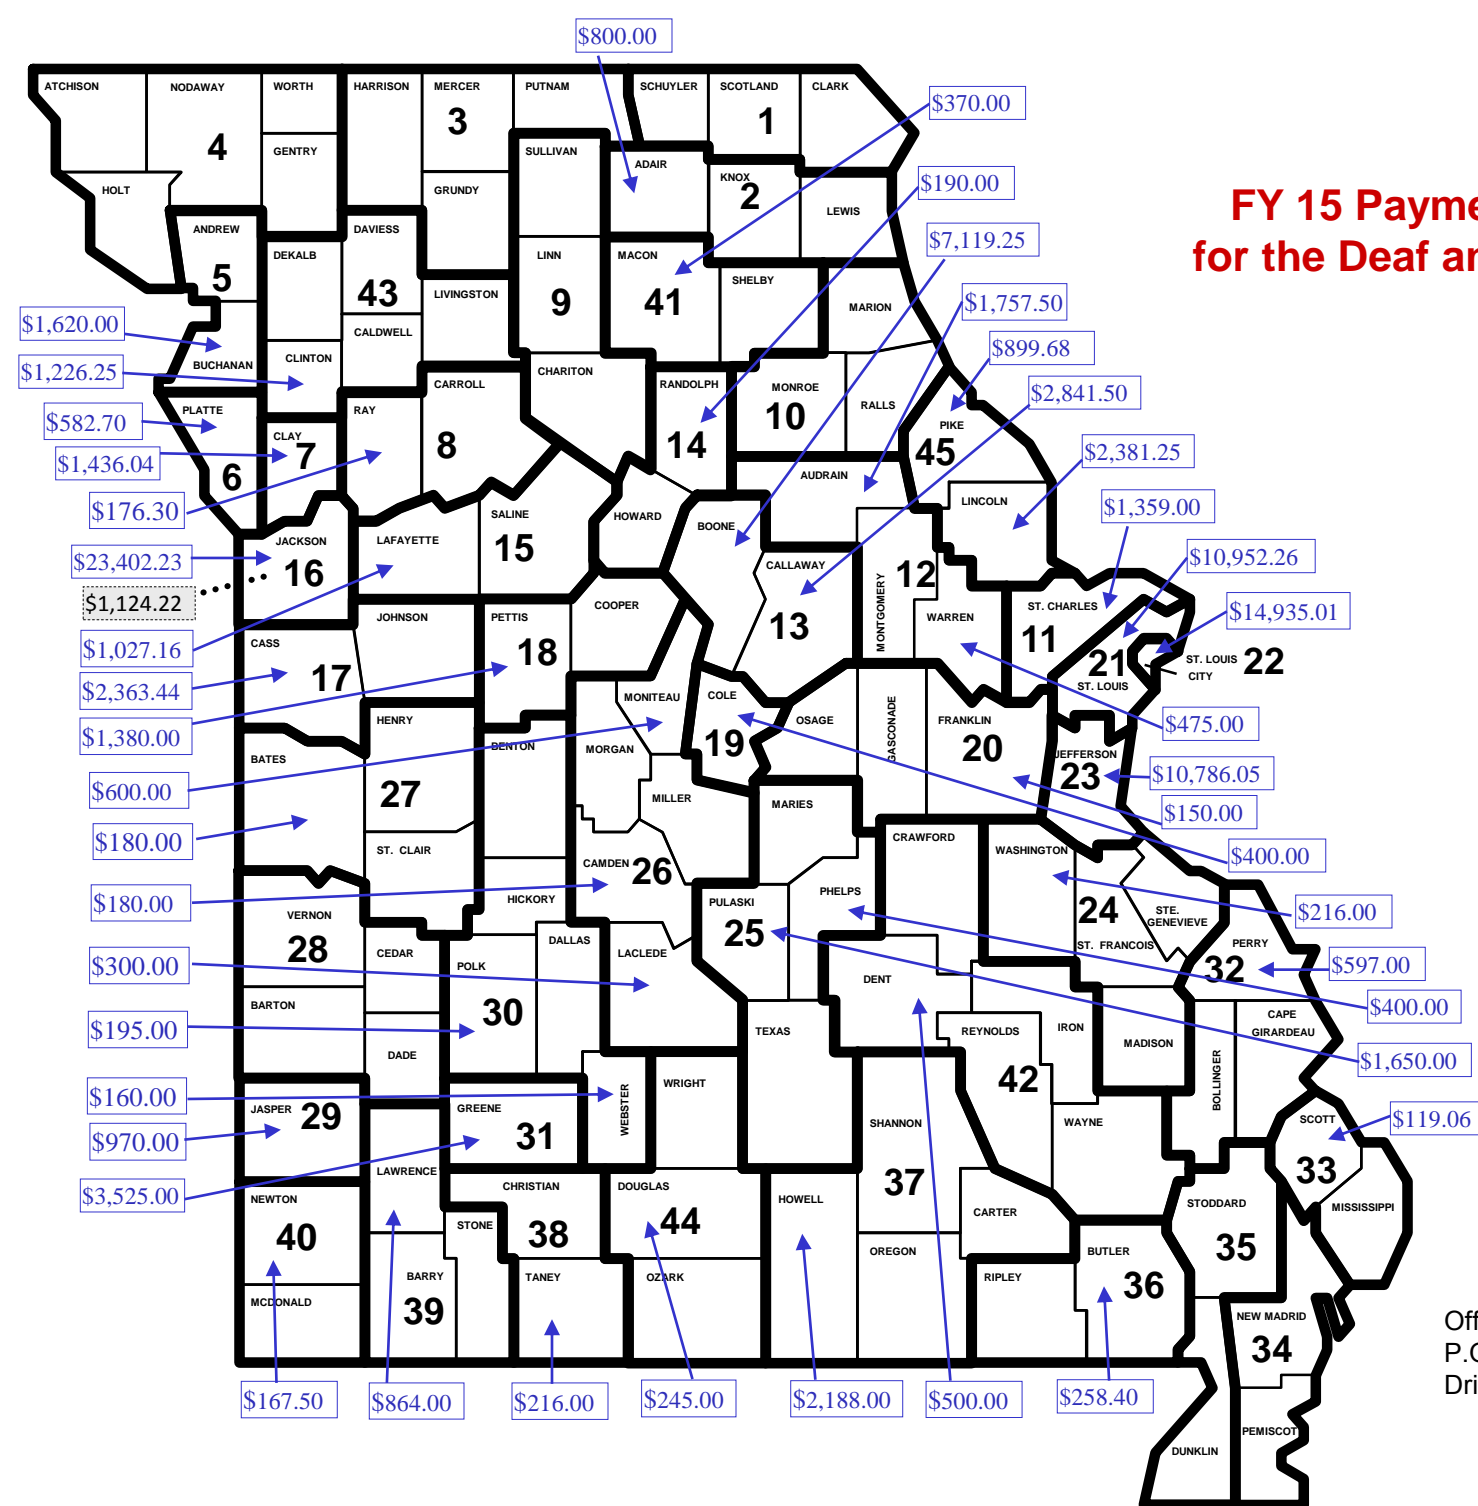 $800.00
ATCHISON
NODAWAY
WORTH
HARRISON
MERCER
PUTNAM
SCHUYLER
SCOTLAND
CLARK
$370.00
3
1
4
GENTRY
SULLIVAN
ADAIR
KNOX
2
$190.00
HOLT
GRUNDY
LEWIS
FY 15 Payme
for the Deaf an
ANDREW
DAVIESS
$7,119.25
DEKALB
LINN
MACON
5
43
LIVINGSTON
9
41
SHELBY
MARION
$1,757.50
$1,620.00
CALDWELL
$899.68
BUCHANAN
CLINTON
CHARITON
$1,226.25
CARROLL
RANDOLPH
MONROE
$2,841.50
PLATTE
RAY
10
RALLS
$582.70
CLAY
7
8
14
PIKE
45
$2,381.25
$1,436.04
6
AUDRAIN
LINCOLN
$176.30
SALINE
HOWARD
BOONE
$1,359.00
JACKSON
LAFAYETTE
15
$23,402.23
16
CALLAWAY
12
$10,952.26
$1,124.22
COOPER
MONTGOMERY
ST. CHARLES
$14,935.01
JOHNSON
PETTIS
13
WARREN
11
$1,027.16
CASS
18
21
ST. LOUIS
CITY
22
$2,363.44
17
MONITEAU
COLE
ST. LOUIS
$1,380.00
HENRY
OSAGE
GASCONADE
FRANKLIN
$475.00
BATES
BENTON
MORGAN
19
20
JEFFERSON
23
$10,786.05
$600.00
27
MILLER
MARIES
$150.00
$180.00
ST. CLAIR
CRAWFORD
WASHINGTON
$400.00
CAMDEN
26
$180.00
HICKORY
PULASKI
PHELPS
24
$216.00
VERNON
25
STE.
GENEVIEVE
28
DALLAS
LACLEDE
ST. FRANCOIS
PERRY
CEDAR
32
$597.00
$300.00
POLK
DENT
BARTON
30
$400.00
$195.00
TEXAS
REYNOLDS
IRON
CAPE
GIRARDEAU
DADE
MADISON
$1,650.00
42
BOLLINGER
$160.00
WEBSTER
WRIGHT
JASPER
29
GREENE
SHANNON
WAYNE
SCOTT
$119.06
$970.00
31
LAWRENCE
33
$3,525.00
CHRISTIAN
DOUGLAS
37
NEWTON
HOWELL
STODDARD
MISSISSIPPI
40
STONE
38
44
CARTER
35
OREGON
BUTLER
BARRY
TANEY
OZARK
RIPLEY
36
MCDONALD
39
NEW MADRID
34
Off
P.O
Dri
$167.50
$864.00
$216.00
$245.00
$2,188.00
$500.00
$258.40
PEMISCOT
DUNKLIN